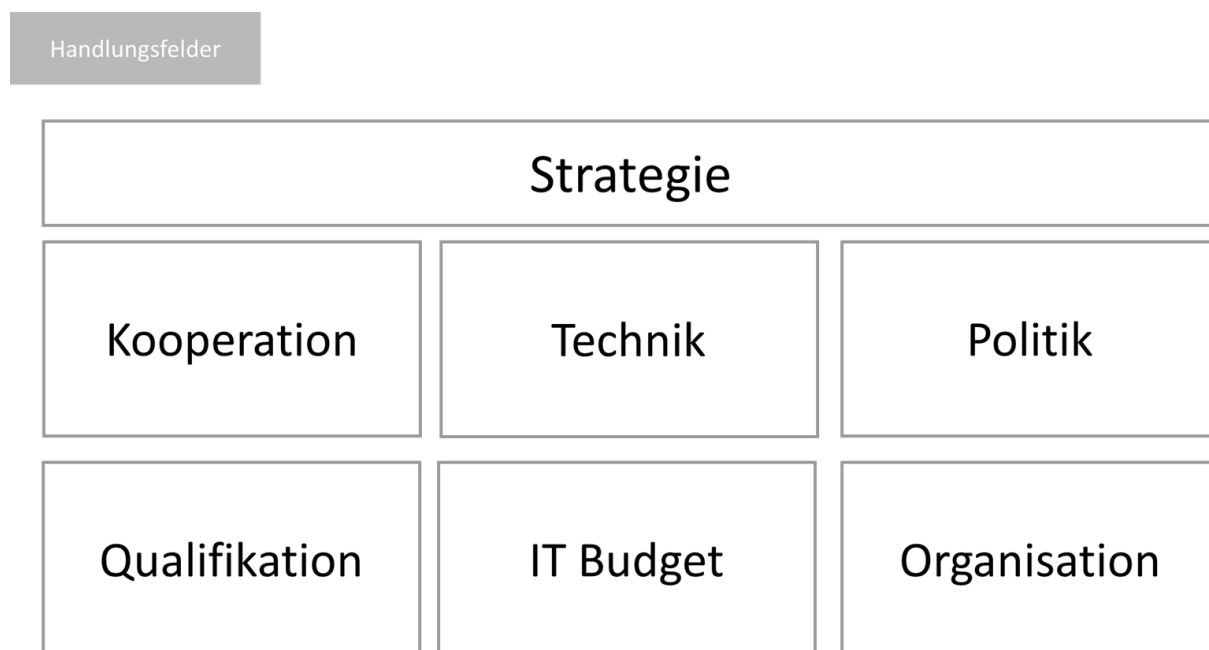 Handlungsfelder
Strategie
Kooperation
Technik
Politik
Qualifikation
IT Budget
Organisation